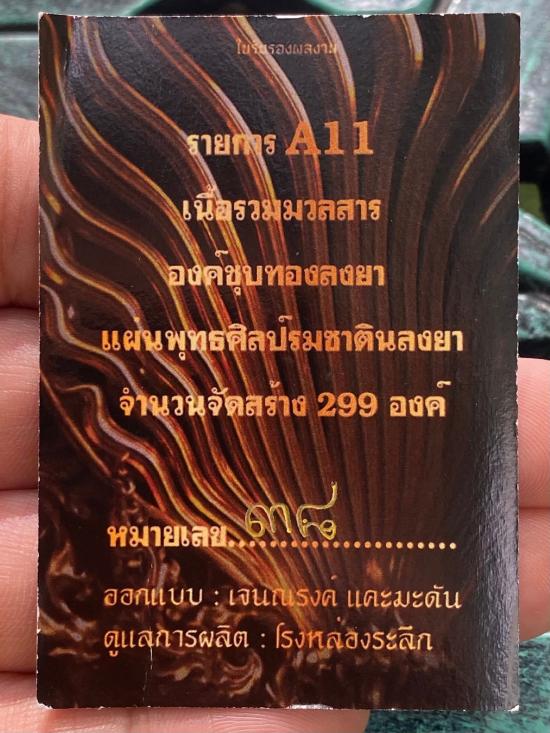 ใบรับรองผลงาน
รายการ A11
เนื้อรวมมวลสาร
องค์ชุบทองลงยา
แผ่นพุทธศิลป์รมซาตินลงยา
จำนวนจัดสร้าง 299 องค์
หมายเลข....๓๘....................
ออกแบบ : เจนณรงค์ แคะมะดัน
ดูแลการผลิต : โรงหล่อระลึก